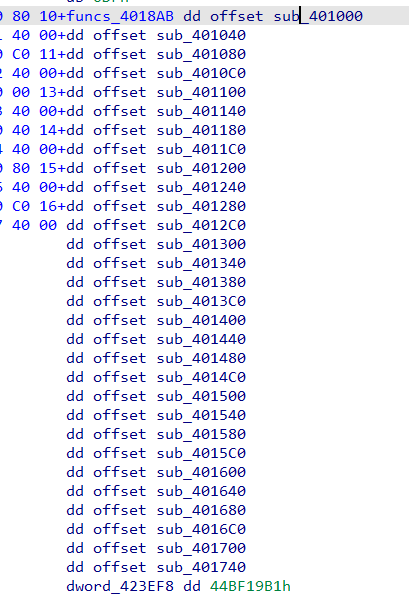 0 80 10+funcs_4018AB dd offset sub_401000
40 00+dd offset sub_401040
0 C0 11+dd offset sub_401080
2 40 00+dd offset sub_4010C0
0 00 13+dd offset sub_401100
3 40 00+dd offset sub_401140
0 40 14+dd offset sub_401180
4 40 00+dd offset sub_4011C0
0 80 15+dd offset sub_401200
5 40 00+dd offset sub_401240
0 C0 16+dd offset sub_401280
7 40 00 dd offset sub_4012C0
dd offset sub_401300
dd offset sub_401340
dd offset sub_401380
dd offset sub_4013C0
dd offset sub_401400
dd offset sub_401440
dd offset sub_401480
dd offset sub_4014C0
dd offset sub_401500
dd offset sub_401540
dd offset sub_401580
dd offset sub_4015C0
dd offset sub_401600
dd offset sub_401640
dd offset sub_401680
dd offset sub_4016C0
dd offset sub_401700
dd offset sub_401740
dword_423EF8 dd 44BF19B1h